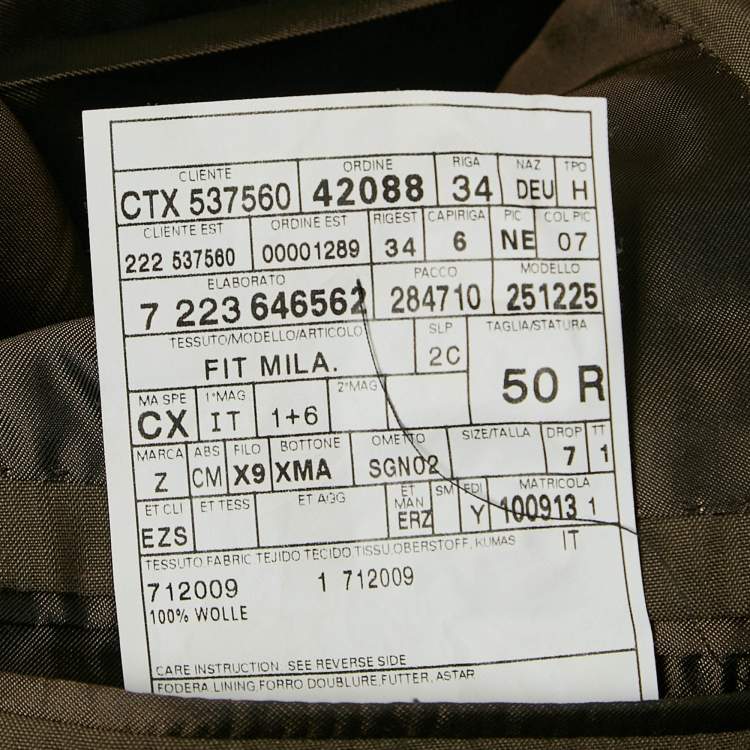 CLIENTE ORDINE RIGA NAZ TPO
CTX 537560 42088 34 DEU H
CLIENTE EST ORDINE EST RIGEST CAPIRIGA PIC COL PIC
222 537560 00001289 34 6 NE 07
ELABORATO PACCO MODELLO
7 223 646562 284710 251225
TESSUTO/MODELLO/ARTICOLO SLP TAGLIA/STATURA
FIT MILA. 2C 50 R
MA SPE 1°MAG 2°MAG
CX IT 1+6
MARCA ABS FILO BOTTONE OMETTO SIZE/TALLA DROP TT
Z CM X9 XMA SGN02 7 1
ET CLI ET TESS ET AGG ET MAN SM EDI MATRICOLA
EZS ERZ Y 100913 1
TESSUTO FABRIC TEJIDO TECIDO TISSU,OBERSTOFF, KUMAS IT
712009 1 712009
100% WOLLE
CARE INSTRUCTION SEE REVERSE SIDE
FODERA LINING,FORRO DOUBLURE,FUTTER, ASTAR